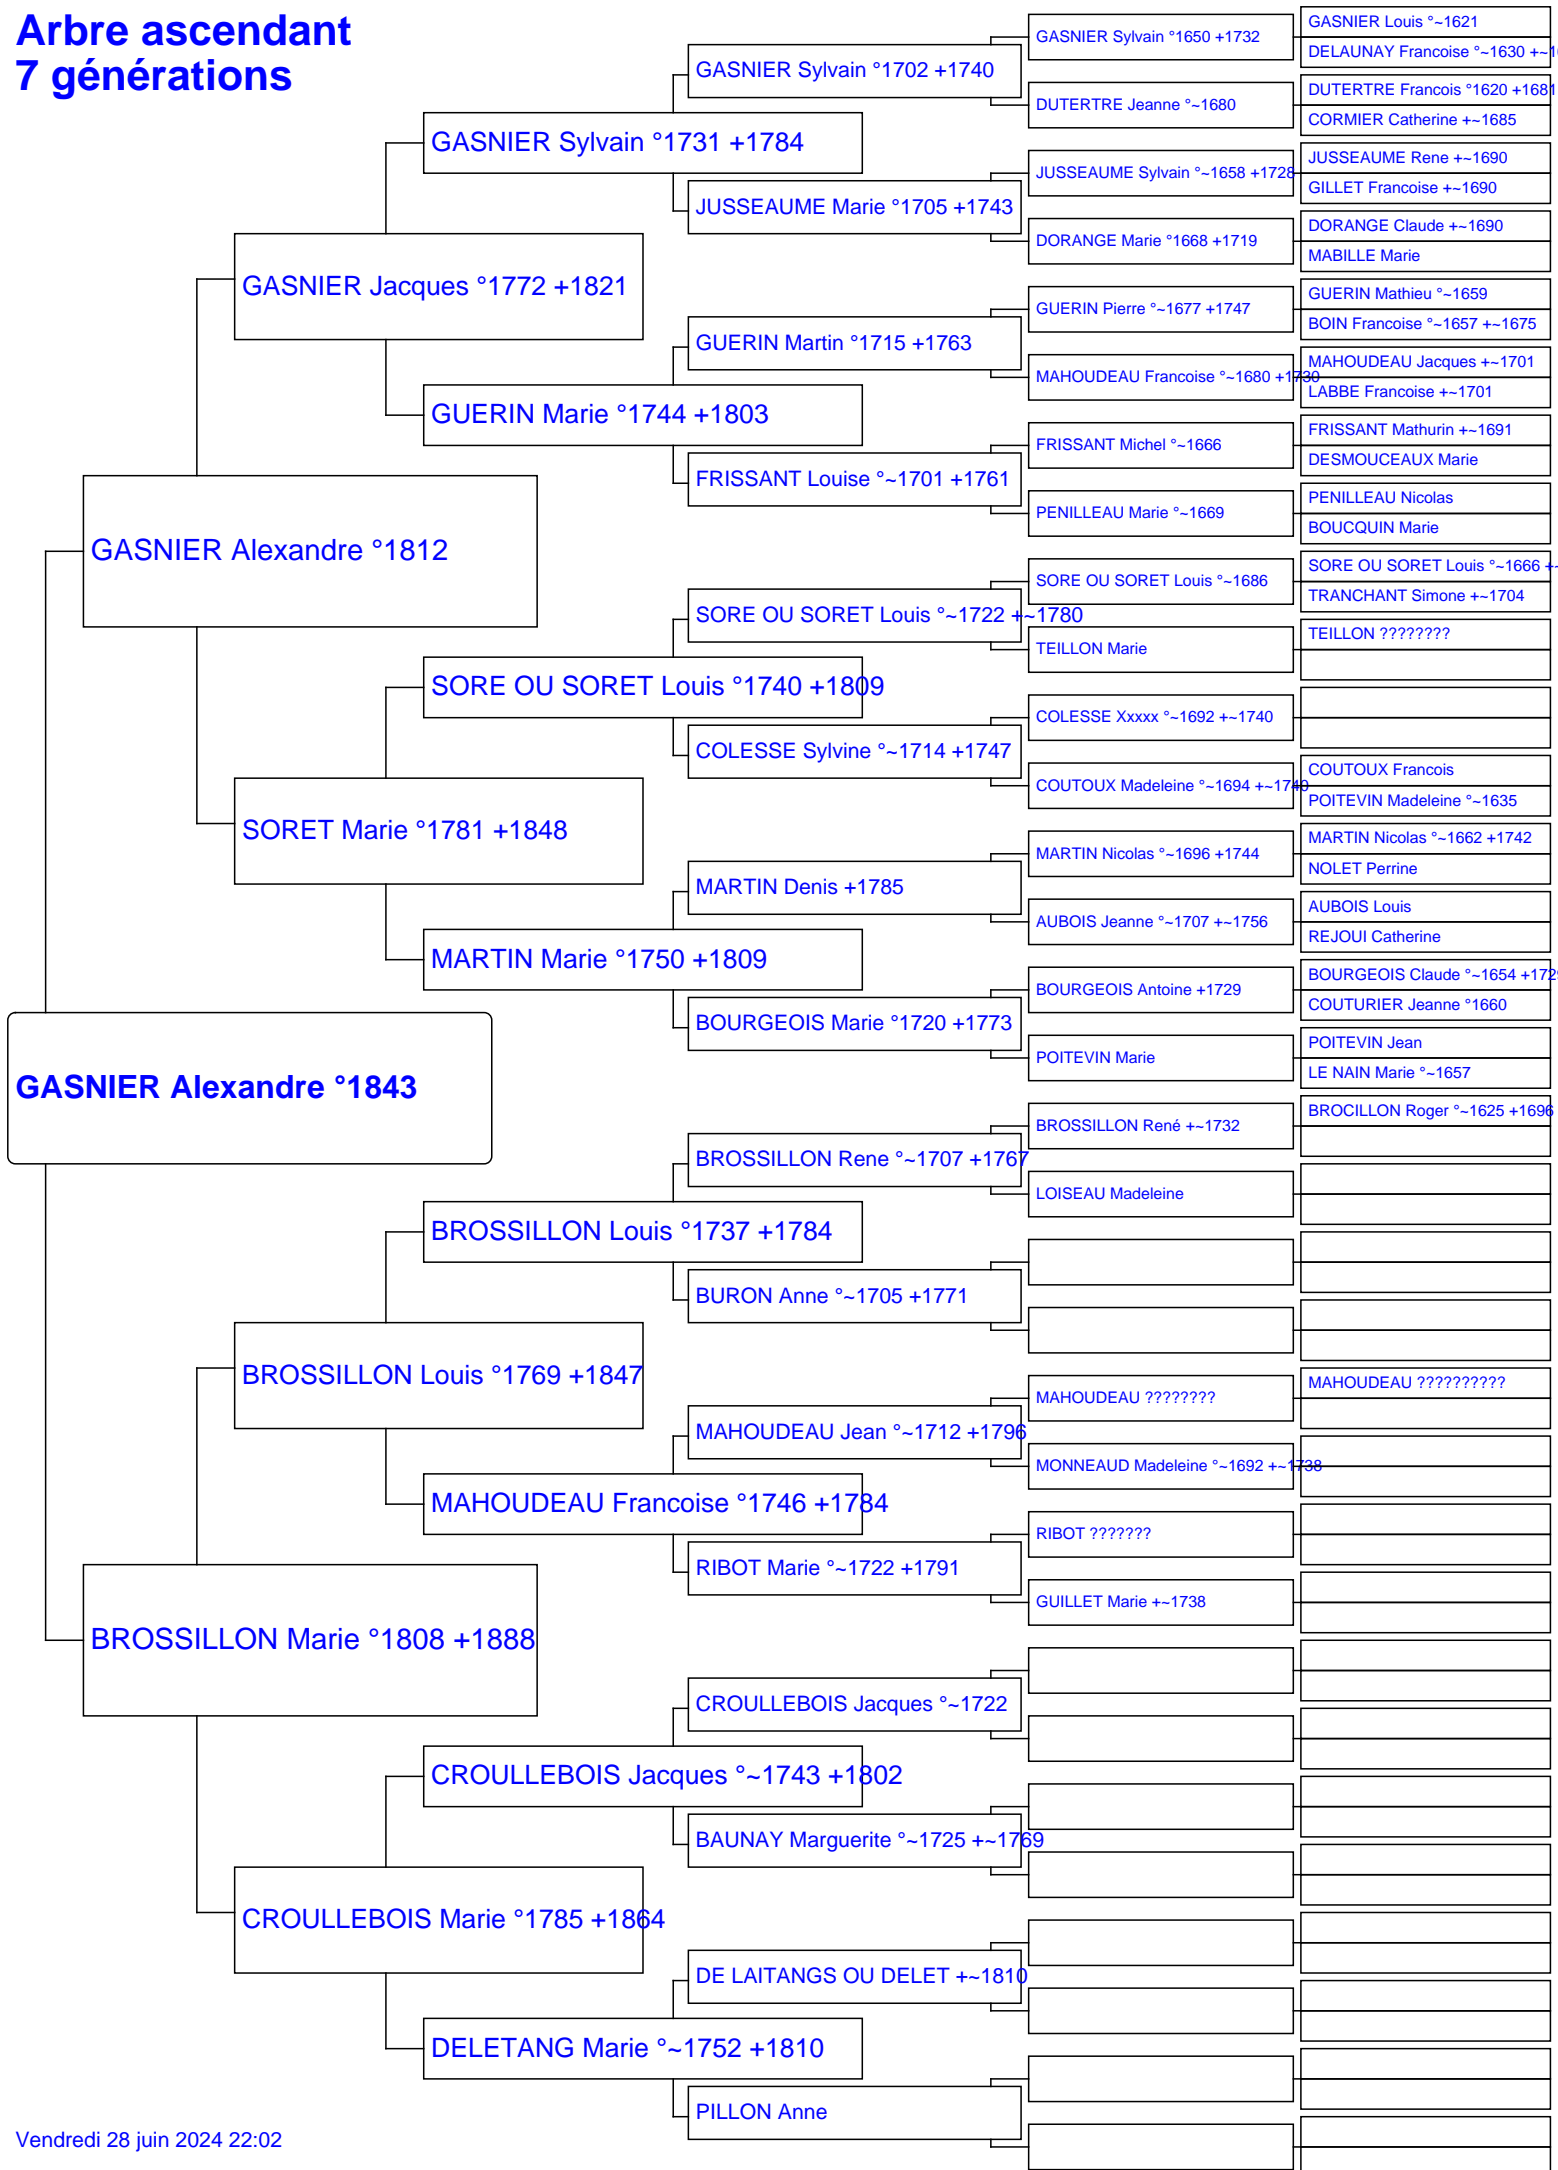 Arbre ascendant
7 générations
GASNIER Alexandre °1843
GASNIER Alexandre °1812
BROSSILLON Marie °1808 +1888
GASNIER Jacques °1772 +1821
SORET Marie °1781 +1848
BROSSILLON Louis °1769 +1847
CROULLEBOIS Marie °1785 +1864
GASNIER Sylvain °1731 +1784
GUERIN Marie °1744 +1803
SORE OU SORET Louis °1740 +1809
MARTIN Marie °1750 +1809
BROSSILLON Louis °1737 +1784
MAHOUDEAU Francoise °1746 +1784
CROULLEBOIS Jacques °~1743 +1802
DELETANG Marie °~1752 +1810
GASNIER Sylvain °1702 +1740
JUSSEAUME Marie °1705 +1743
GUERIN Martin °1715 +1763
FRISSANT Louise °~1701 +1761
SORE OU SORET Louis °~1722 +~1780
COLESSE Sylvine °~1714 +1747
MARTIN Denis +1785
BOURGEOIS Marie °1720 +1773
BROSSILLON Rene °~1707 +1767
BURON Anne °~1705 +1771
MAHOUDEAU Jean °~1712 +1796
RIBOT Marie °~1722 +1791
CROULLEBOIS Jacques °~1722
BAUNAY Marguerite °~1725 +~1769
DE LAITANGS OU DELET +~1810
PILLON Anne
GASNIER Sylvain °1650 +1732
DUTERTRE Jeanne °~1680
JUSSEAUME Sylvain °~1658 +1728
DORANGE Marie °1668 +1719
GUERIN Pierre °~1677 +1747
MAHOUDEAU Francoise °~1680 +1730
FRISSANT Michel °~1666
PENILLEAU Marie °~1669
SORE OU SORET Louis °~1686
TEILLON Marie
COLESSE Xxxxx °~1692 +~1740
COUTOUX Madeleine °~1694 +~1740
MARTIN Nicolas °~1696 +1744
AUBOIS Jeanne °~1707 +~1756
BOURGEOIS Antoine +1729
POITEVIN Marie
BROSSILLON René +~1732
LOISEAU Madeleine
MAHOUDEAU ????????
MONNEAUD Madeleine °~1692 +~1738
RIBOT ???????
GUILLET Marie +~1738
GASNIER Louis °~1621
DELAUNAY Francoise °~1630 +~1
DUTERTRE Francois °1620 +1681
CORMIER Catherine +~1685
JUSSEAUME Rene +~1690
GILLET Francoise +~1690
DORANGE Claude +~1690
MABILLE Marie
GUERIN Mathieu °~1659
BOIN Francoise °~1657 +~1675
MAHOUDEAU Jacques +~1701
LABBE Francoise +~1701
FRISSANT Mathurin +~1691
DESMOUCEAUX Marie
PENILLEAU Nicolas
BOUCQUIN Marie
SORE OU SORET Louis °~1666 +~
TRANCHANT Simone +~1704
TEILLON ????????
COUTOUX Francois
POITEVIN Madeleine °~1635
MARTIN Nicolas °~1662 +1742
NOLET Perrine
AUBOIS Louis
REJOUI Catherine
BOURGEOIS Claude °~1654 +1729
COUTURIER Jeanne °1660
POITEVIN Jean
LE NAIN Marie °~1657
BROCILLON Roger °~1625 +1696
MAHOUDEAU ??????????
Vendredi 28 juin 2024 22:02